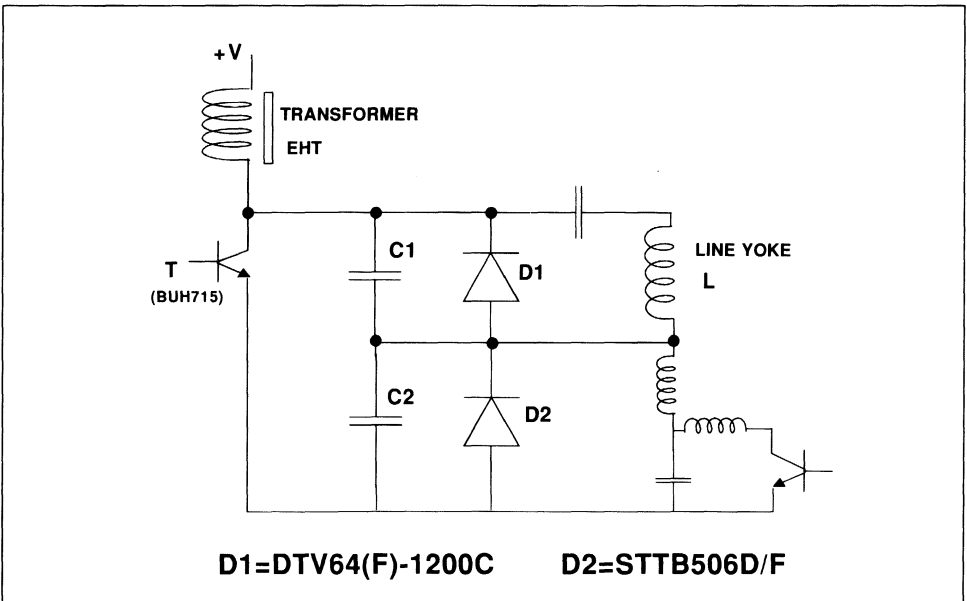 +V
TRANSFORMER
EHT
C1
D1
LINE YOKE
L
T
(BUH715)
C2
D2
D1=DTV64(F)-1200C D2=STTB506D/F